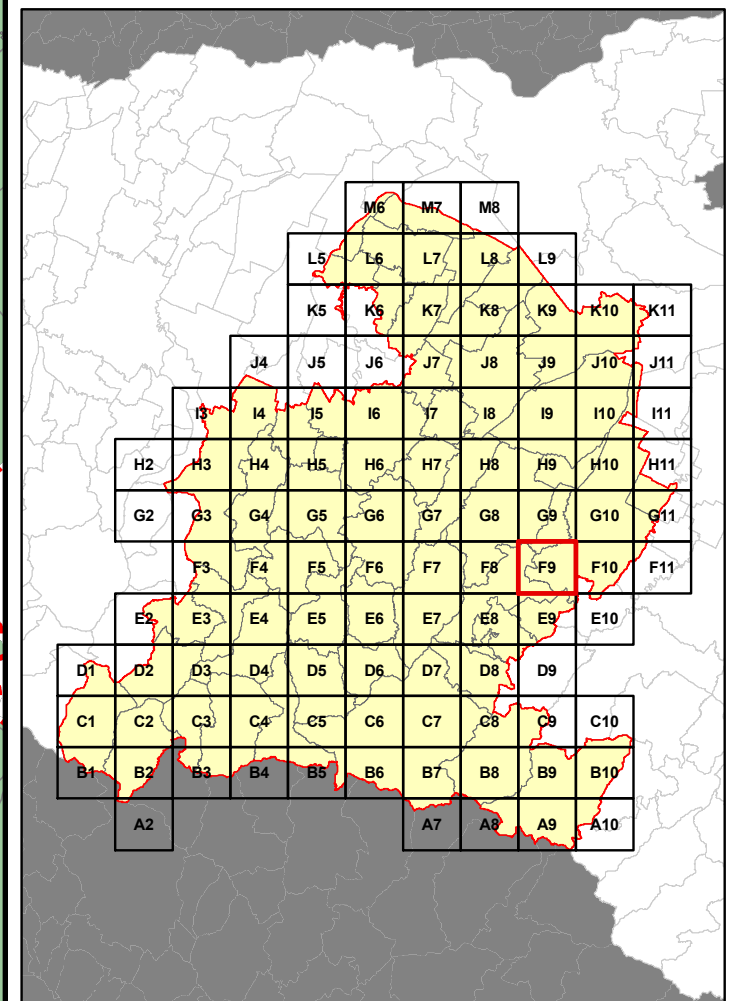 M6 M7 M8
L5 L6 L7 L8 L9
K5 K6 K7 K8 K9 K10 K11
J4 J5 J6 J7 J8 J9 J10 J11
I3 I4 I5 I6 I7 I8 I9 I10 I11
H2 H3 H4 H5 H6 H7 H8 H9 H10 H11
G2 G3 G4 G5 G6 G7 G8 G9 G10 G11
F3 F4 F5 F6 F7 F8 F9 F10 F11
E2 E3 E4 E5 E6 E7 E8 E9 E10
D1 D2 D3 D4 D5 D6 D7 D8 D9
C1 C2 C3 C4 C5 C6 C7 C8 C9 C10
B1 B2 B3 B4 B5 B6 B7 B8 B9 B10
A2 A7 A8 A9 A10